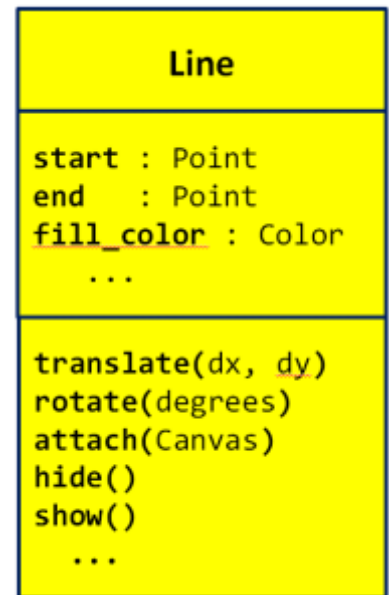 Line
start : Point
end : Point
fill_color : Color
...
translate(dx, dy)
rotate(degrees)
attach(Canvas)
hide()
show()
...